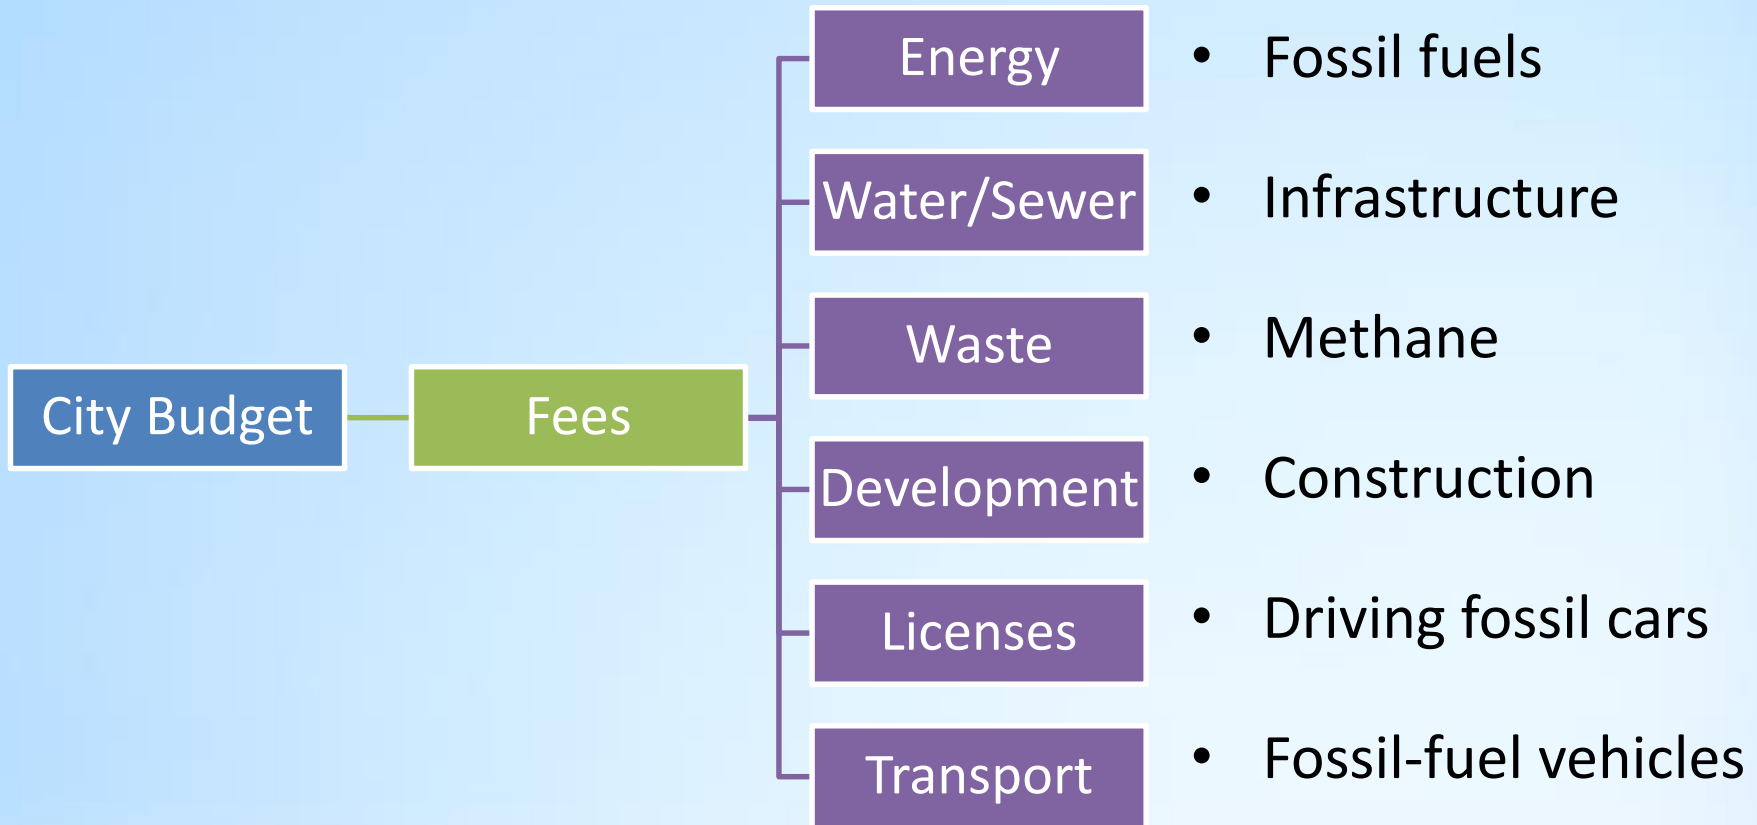 City Budget
Fees
Energy
• Fossil fuels
Water/Sewer
• Infrastructure
Waste
• Methane
Development
• Construction
Licenses
• Driving fossil cars
Transport
• Fossil-fuel vehicles